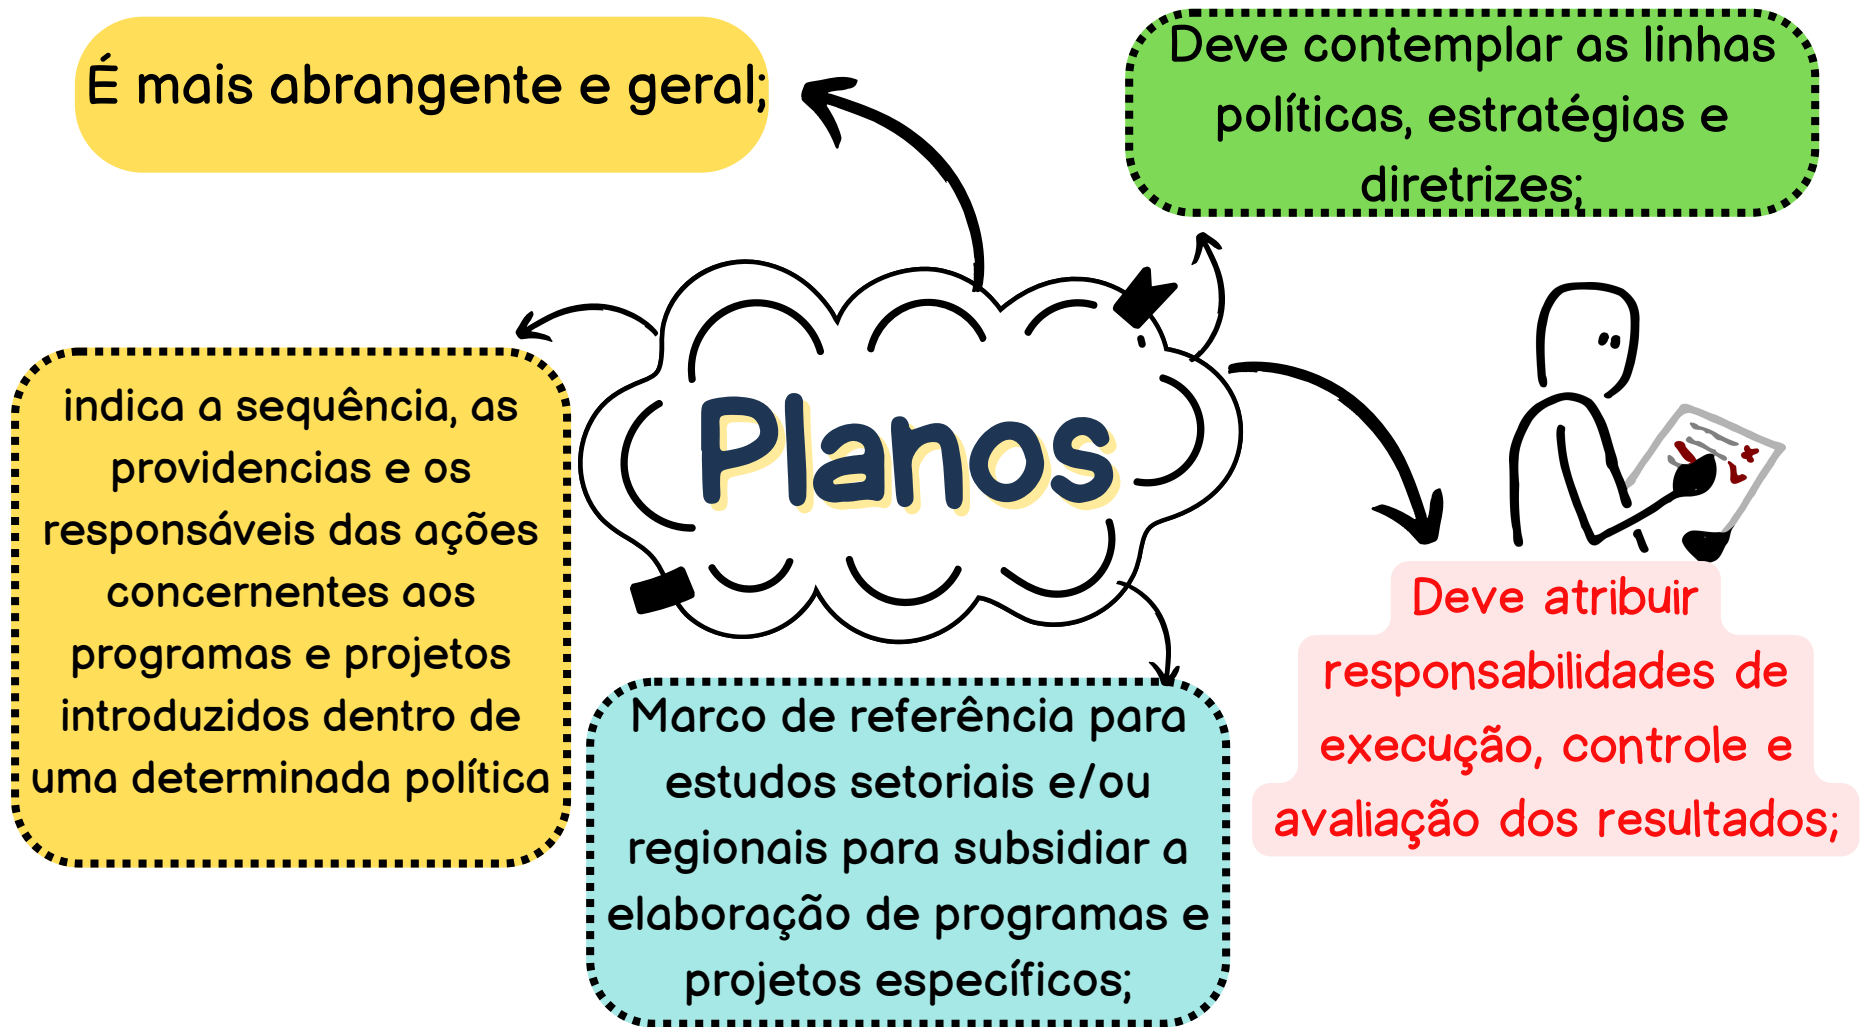 É mais abrangente e geral;
Deve contemplar as linhas
políticas, estratégias e
diretrizes;
Planos
indica a sequência, as
providencias e os
responsáveis das ações
concernentes aos
programas e projetos
introduzidos dentro de
uma determinada política
Marco de referência para
estudos setoriais e/ou
regionais para subsidiar a
elaboração de programas e
projetos específicos;
Deve atribuir
responsabilidades de
execução, controle e
avaliação dos resultados;